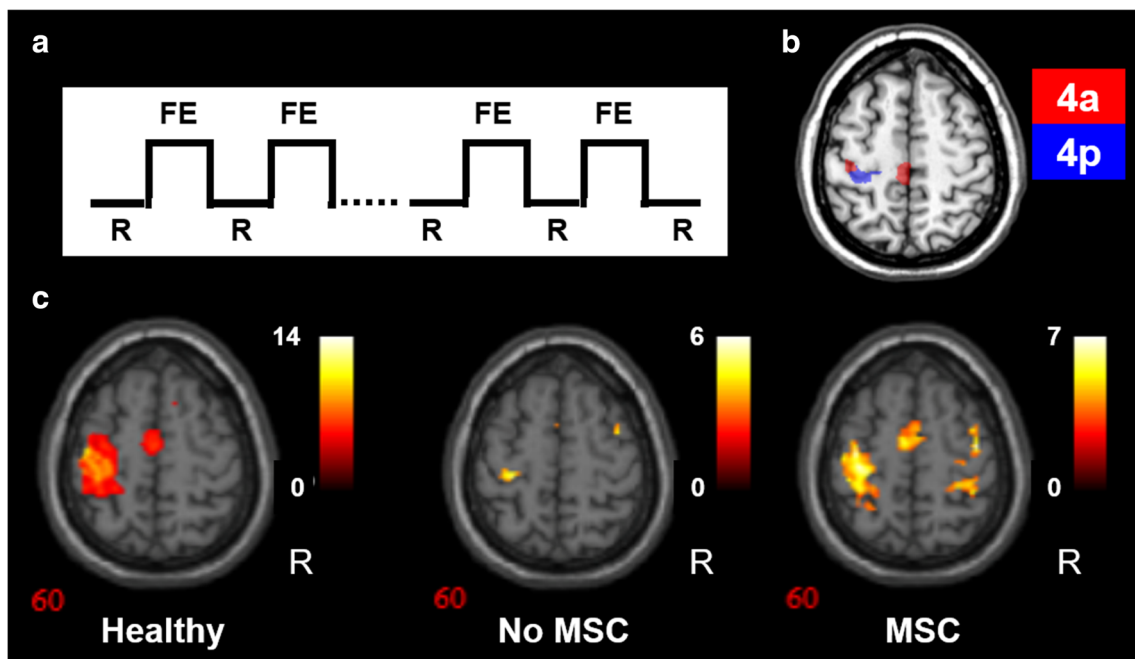 a
FE FE FE FE
R R R R R
b
4a
4p
c
14
0
R
60
Healthy
6
0
R
60
No MSC
7
0
R
60
MSC